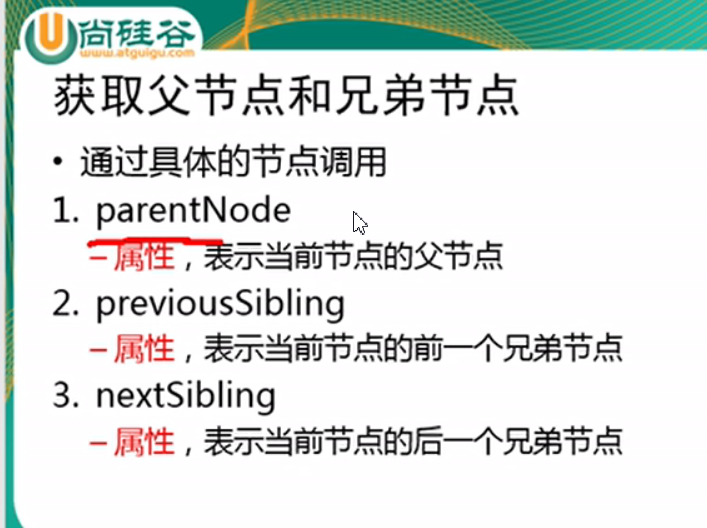 尚硅谷
www.atguigu.com
获取父节点和兄弟节点
• 通过具体的节点调用
1. parentNode
– 属性，表示当前节点的父节点
2. previousSibling
– 属性，表示当前节点的前一个兄弟节点
3. nextSibling
– 属性，表示当前节点的后一个兄弟节点